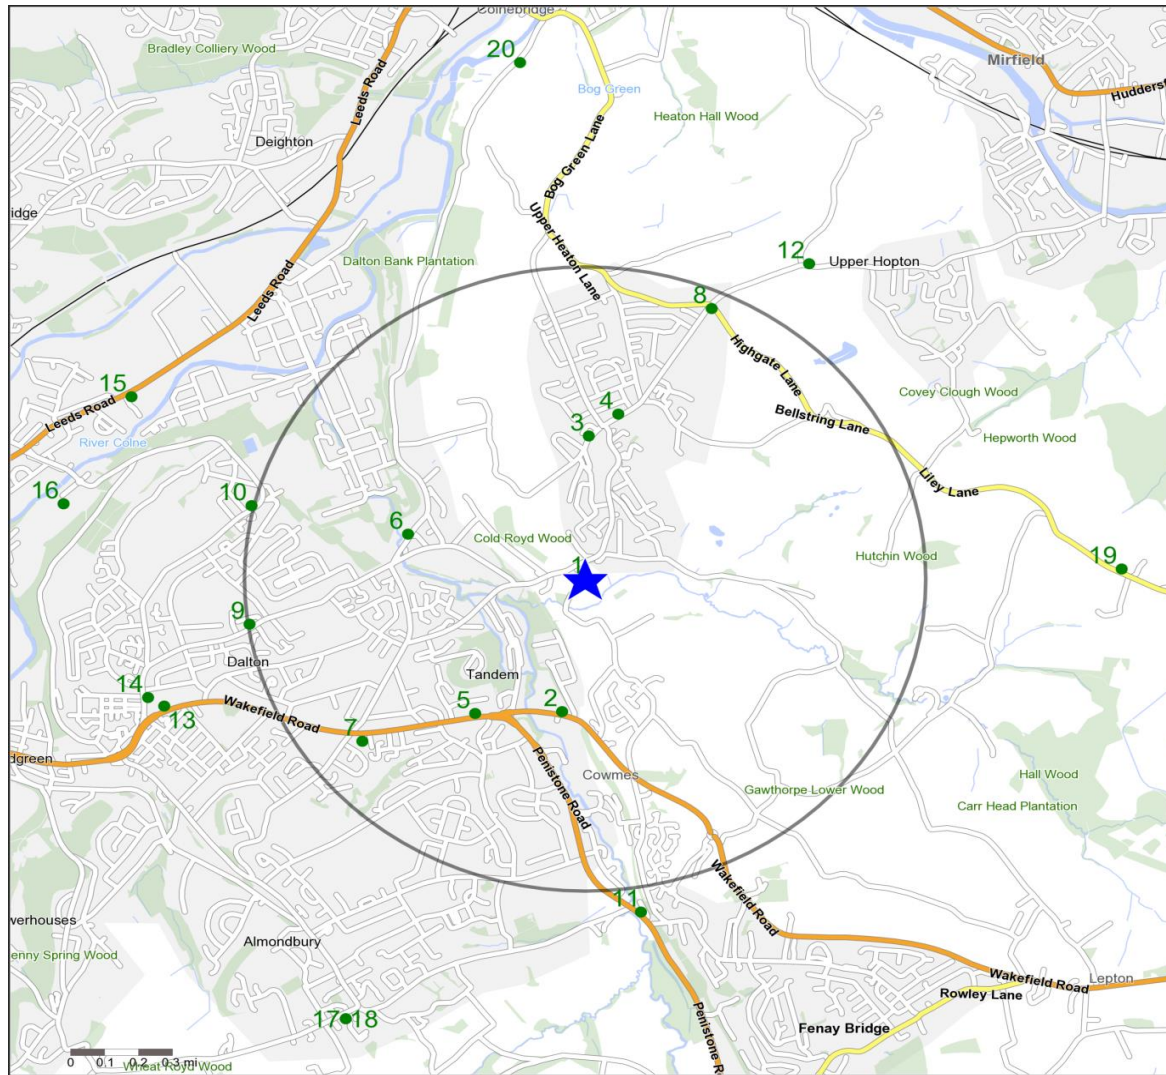 Colnebridge
20
Bradley Colliery Wood
Leeds Road
Mirfield
Huddersf
Bog Green
Heaton Hall Wood
Deighton
Bog Green Lane
idge
Upper Heaton Lane
12
Upper Hopton
Dalton Bank Plantation
Leeds Road
8
Highgate Lane
15
Leeds Road
4
Covey Clough Wood
Bellstring Lane
3
River Colne
Hepworth Wood
Liley Lane
16
10
6
Cold Royd Wood
1
Hutchin Wood
19
9
Dalton
Tandem
14
13
Wakefield Road
5
2
7
dgreen
Penistone Road
Cowmes
Hall Wood
Gawthorpe Lower Wood
Carr Head Plantation
Wakefield Road
11
werhouses
Almondbury
enny Spring Wood
Wakefield Road
Lepton
Rowley Lane
17 18
Penistone R
Fenay Bridge
0 0.1 0.2 0.3 mi
Wheat Royd Wood